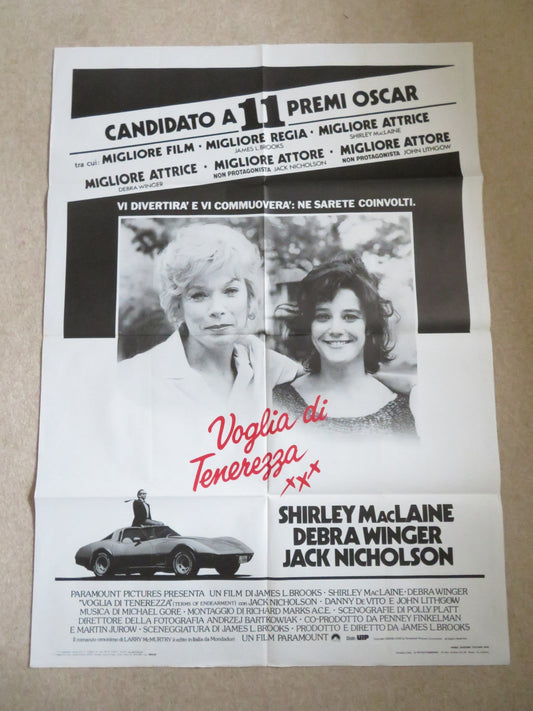 CANDIDATO A 11 PREMI OSCAR
tra cui: MIGLIORE FILM · MIGLIORE REGIA · MIGLIORE ATTRICE
JAMES L. BROOKS SHIRLEY MacLAINE
MIGLIORE ATTRICE · MIGLIORE ATTORE · MIGLIORE ATTORE
DEBRA WINGER NON PROTAGONISTA JACK NICHOLSON NON PROTAGONISTA JOHN LITHGOW
VI DIVERTIRA' E VI COMMUOVERA': NE SARETE COINVOLTI.
Voglia di
Tenerezza
xxx
SHIRLEY MacLAINE
DEBRA WINGER
JACK NICHOLSON
PARAMOUNT PICTURES PRESENTA UN FILM DI JAMES L. BROOKS · SHIRLEY MacLAINE · DEBRA WINGER
"VOGLIA DI TENEREZZA" (TERMS OF ENDEARMENT) con JACK NICHOLSON · DANNY DE VITO E JOHN LITHGOW
MUSICA DI MICHAEL GORE · MONTAGGIO DI RICHARD MARKS A.C.E. · SCENOGRAFIE DI POLLY PLATT
DIRETTORE DELLA FOTOGRAFIA ANDRZEJ BARTKOWIAK · CO-PRODOTTO DA PENNEY FINKELMAN
E MARTIN JUROW · SCENEGGIATURA DI JAMES L. BROOKS · PRODOTTO E DIRETTO DA JAMES L. BROOKS
Il romanzo omonimo di LARRY McMURTRY è edito in Italia da Mondadori UN FILM PARAMOUNT UIP